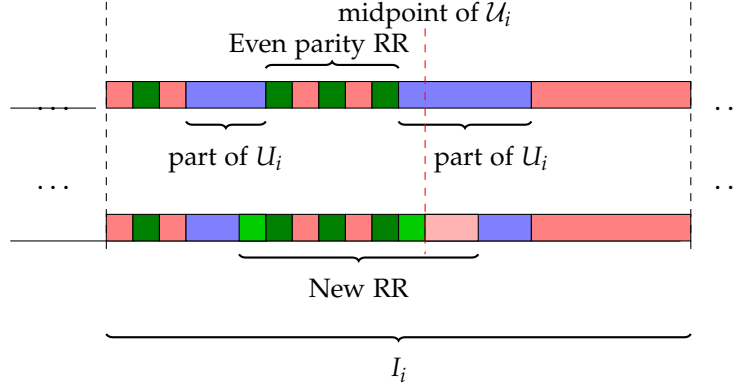 midpoint of 𝒰ᵢ
Even parity RR
... ..
part of Uᵢ part of Uᵢ
... ..
New RR
Iᵢ